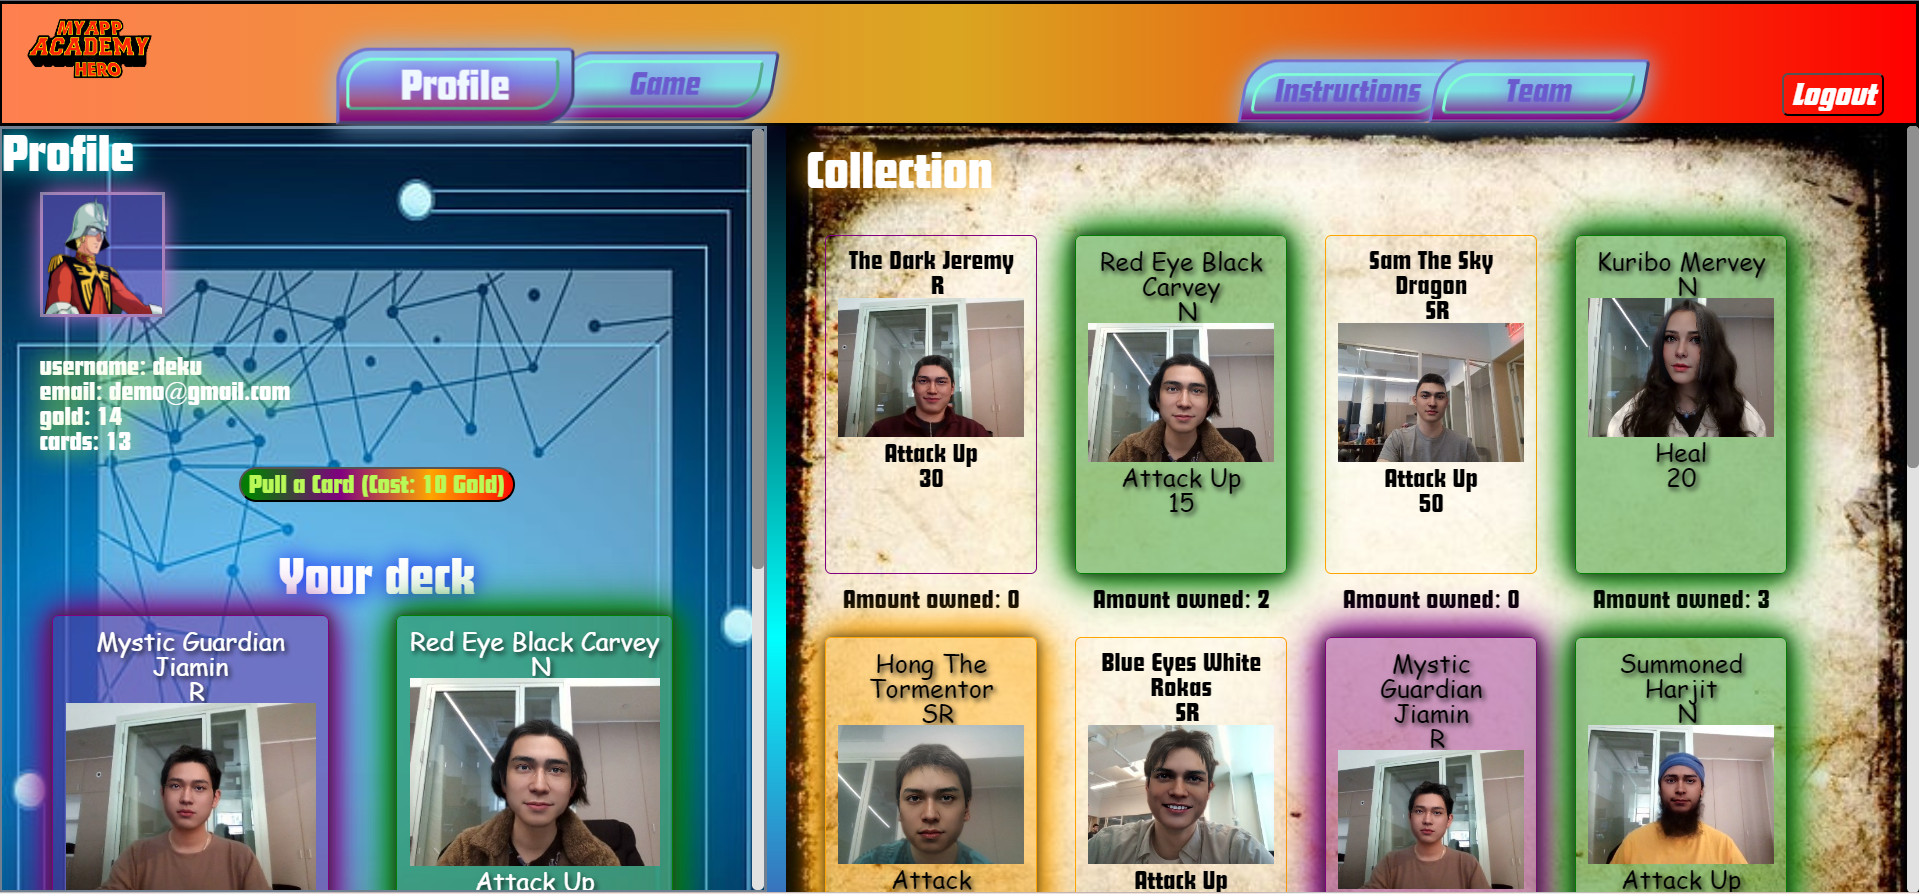 MY APP
ACADEMY
HERO
Profile
Game
Instructions
Team
Logout
Profile
username: deku
email: demo@gmail.com
gold: 14
cards: 13
Pull a Card (Cost: 10 Gold)
Your deck
Mystic Guardian
Jiamin
R
Red Eye Black Carvey
N
Attack Up
Collection
The Dark Jeremy
R
Attack Up
30
Amount owned: 0
Red Eye Black
Carvey
N
Attack Up
15
Amount owned: 2
Sam The Sky
Dragon
SR
Attack Up
50
Amount owned: 0
Kuribo Mervey
N
Heal
20
Amount owned: 3
Hong The
Tormentor
SR
Attack
Blue Eyes White
Rokas
SR
Attack Up
Mystic
Guardian
Jiamin
R
Summoned
Harjit
N
Attack Up